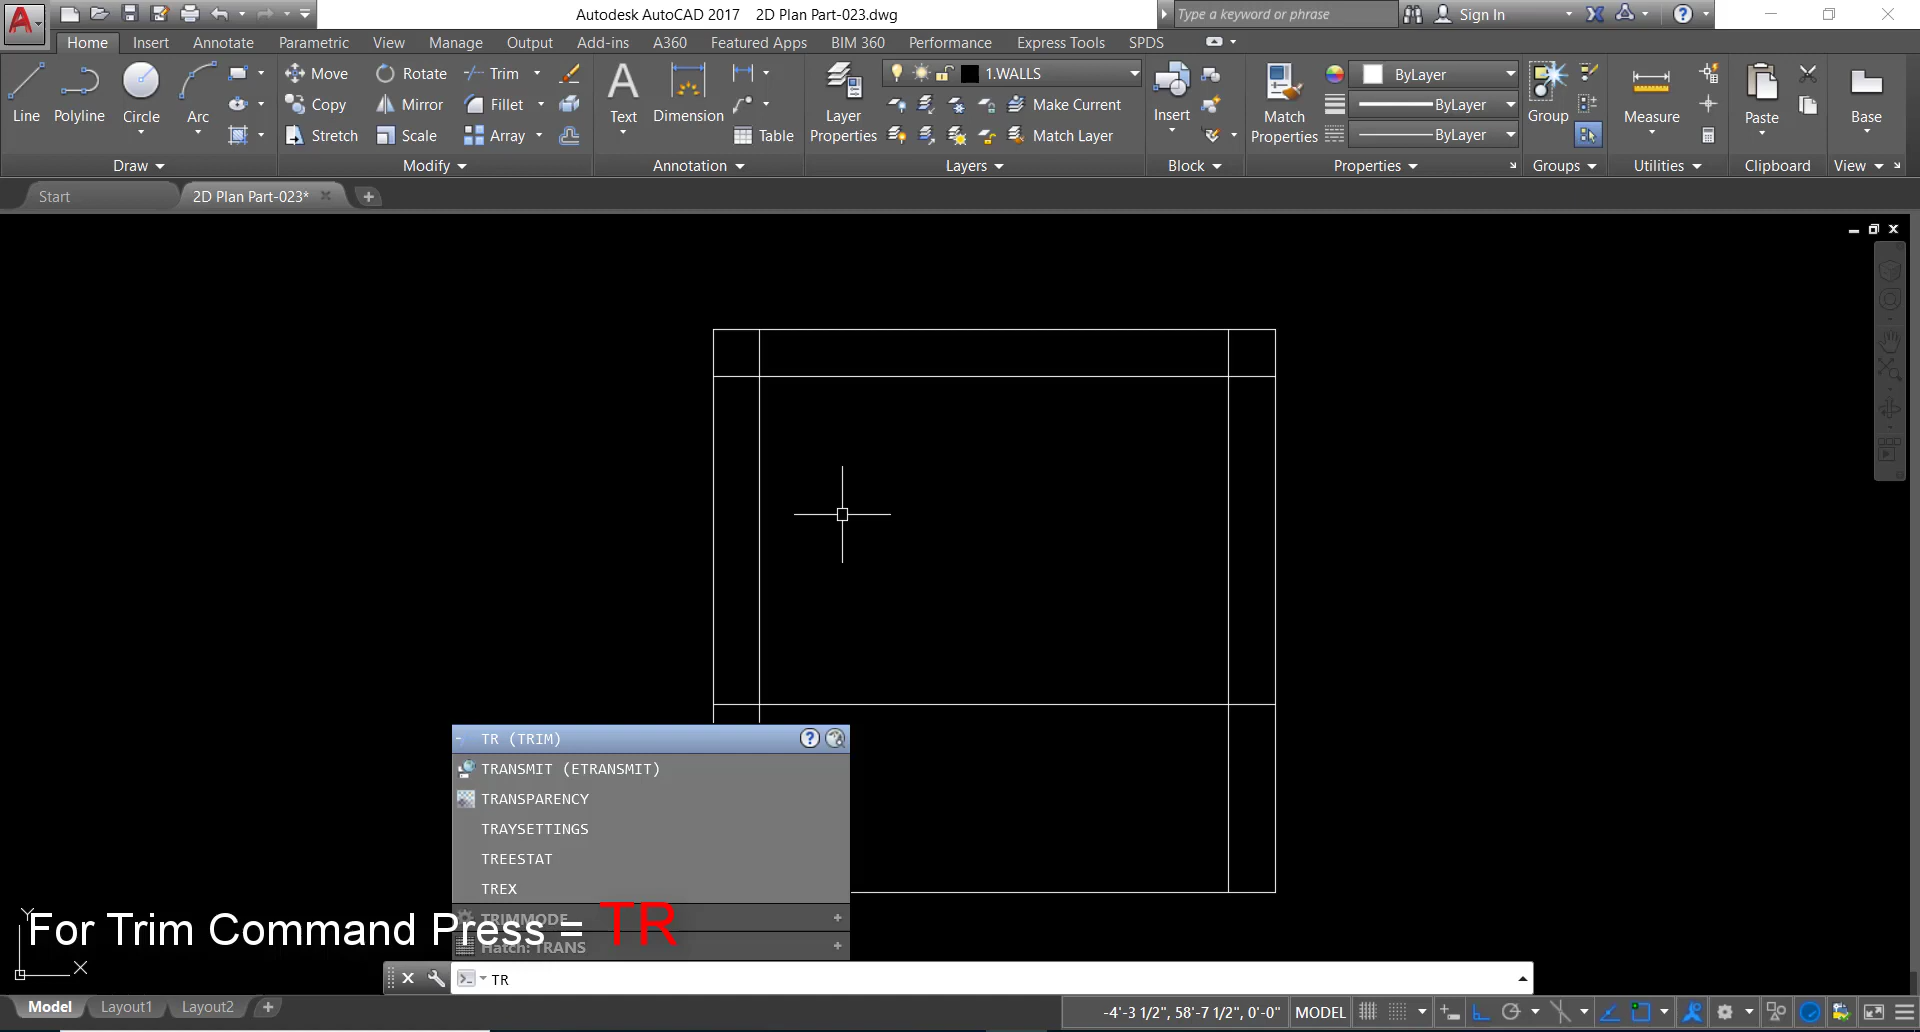 Autodesk AutoCAD 2017 2D Plan Part-023.dwg
Type a keyword or phrase
Sign In
Home Insert Annotate Parametric View Manage Output Add-ins A360 Featured Apps BIM 360 Performance Express Tools SPDS
Line Polyline Circle Arc
Draw
Move Rotate Trim
Copy Mirror Fillet
Stretch Scale Array
Modify
Text Dimension Table
Annotation
Layer Properties
1.WALLS
Make Current
Match Layer
Layers
Insert
Block
Match Properties
ByLayer
ByLayer
ByLayer
Properties
Group
Groups
Measure
Utilities
Paste
Clipboard
Base
View
Start 2D Plan Part-023*
TR (TRIM)
TRANSMIT (ETRANSMIT)
TRANSPARENCY
TRAYSETTINGS
TREESTAT
TREX
TRIMMODE
Hatch: TRANS
For Trim Command Press = TR
Y
X
TR
Model Layout1 Layout2
-4'-3 1/2", 58'-7 1/2", 0'-0" MODEL